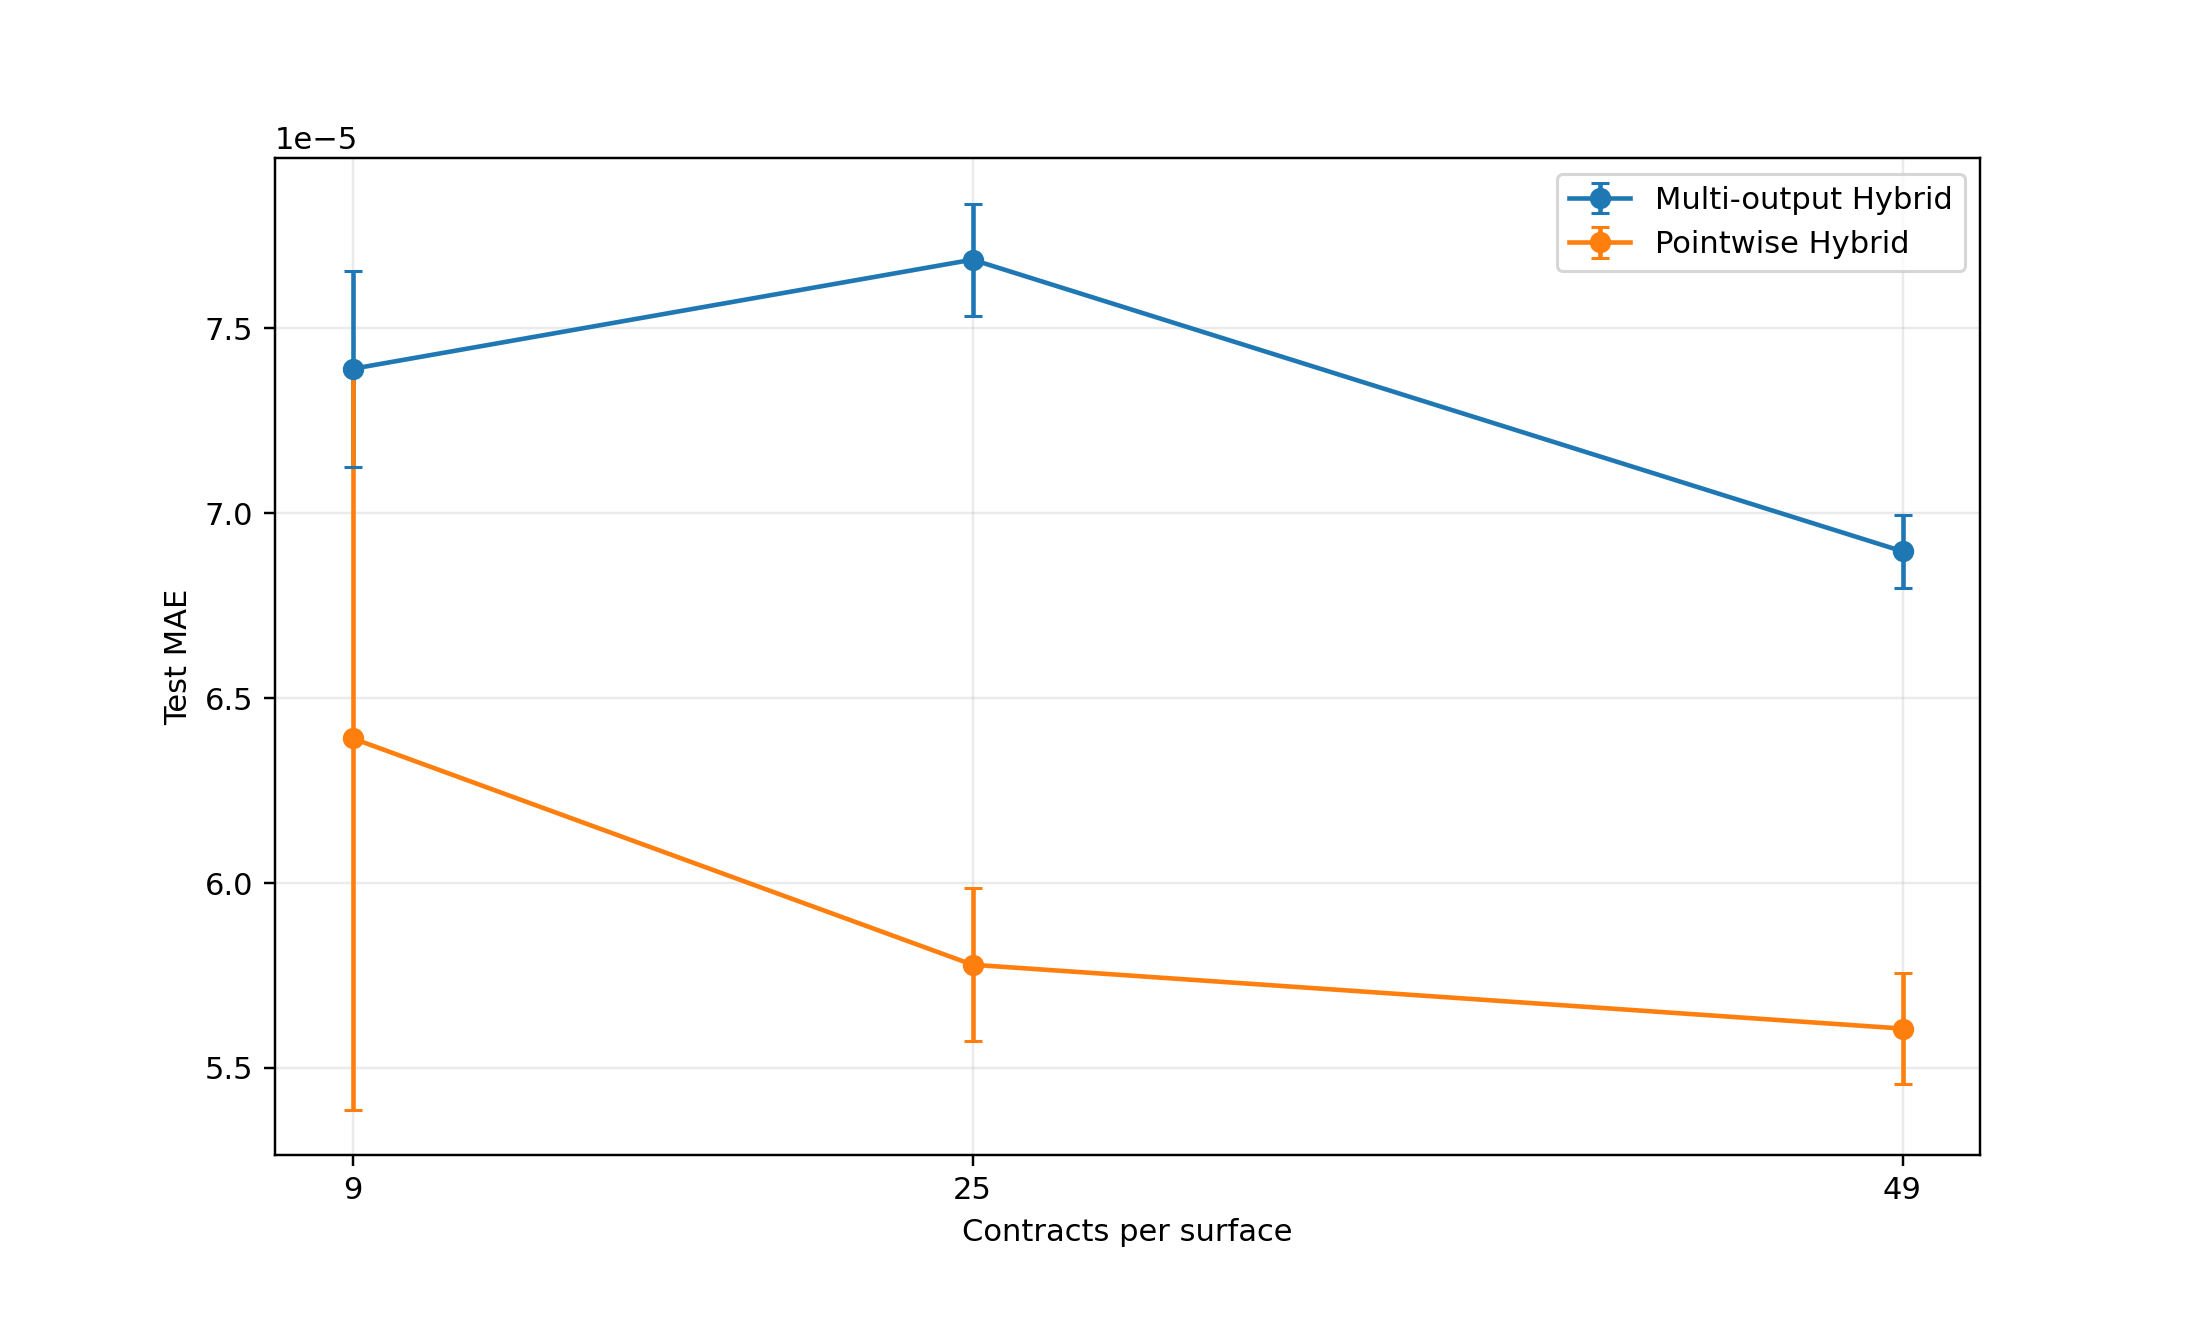 1e−5
Multi-output Hybrid
Pointwise Hybrid
7.5
7.0
6.5
6.0
5.5
Test MAE
9 25 49
Contracts per surface